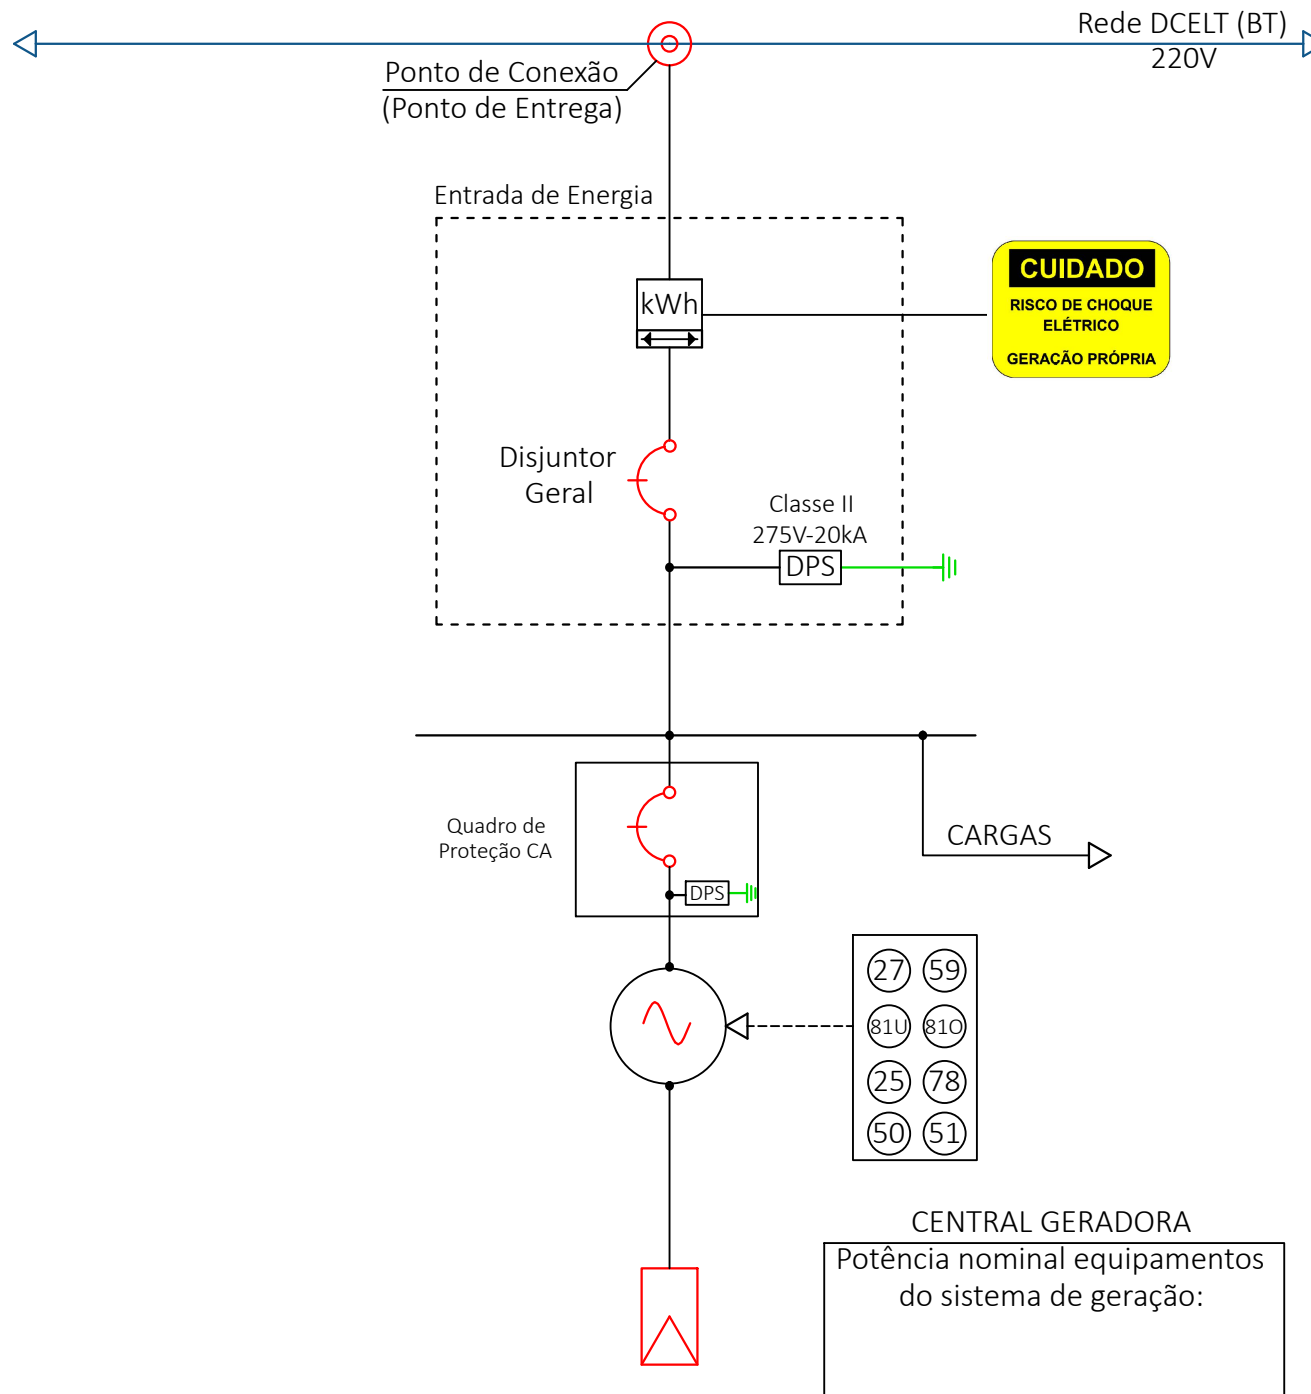 Rede DCELT (BT)
220V
Ponto de Conexão
(Ponto de Entrega)
Entrada de Energia
kWh
CUIDADO
RISCO DE CHOQUE
ELÉTRICO
GERAÇÃO PRÓPRIA
Disjuntor
Geral
Classe II
275V-20kA
DPS
Quadro de
Proteção CA
CARGAS
DPS
27 59
81U 81O
25 78
50 51
CENTRAL GERADORA
Potência nominal equipamentos
do sistema de geração: